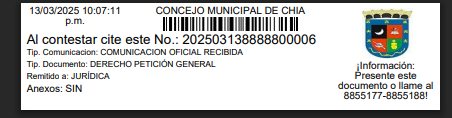 13/03/2025 10:07:11
p.m.
CONCEJO MUNICIPAL DE CHIA
Al contestar cite este No.: 202503138888800006
Tip. Comunicacion: COMUNICACION OFICIAL RECIBIDA
Tip. Documento: DERECHO PETICIÓN GENERAL
Remitido a: JURÍDICA
Anexos: SIN
¡Información:
Presente este
documento o llame al
8855177-8855188!